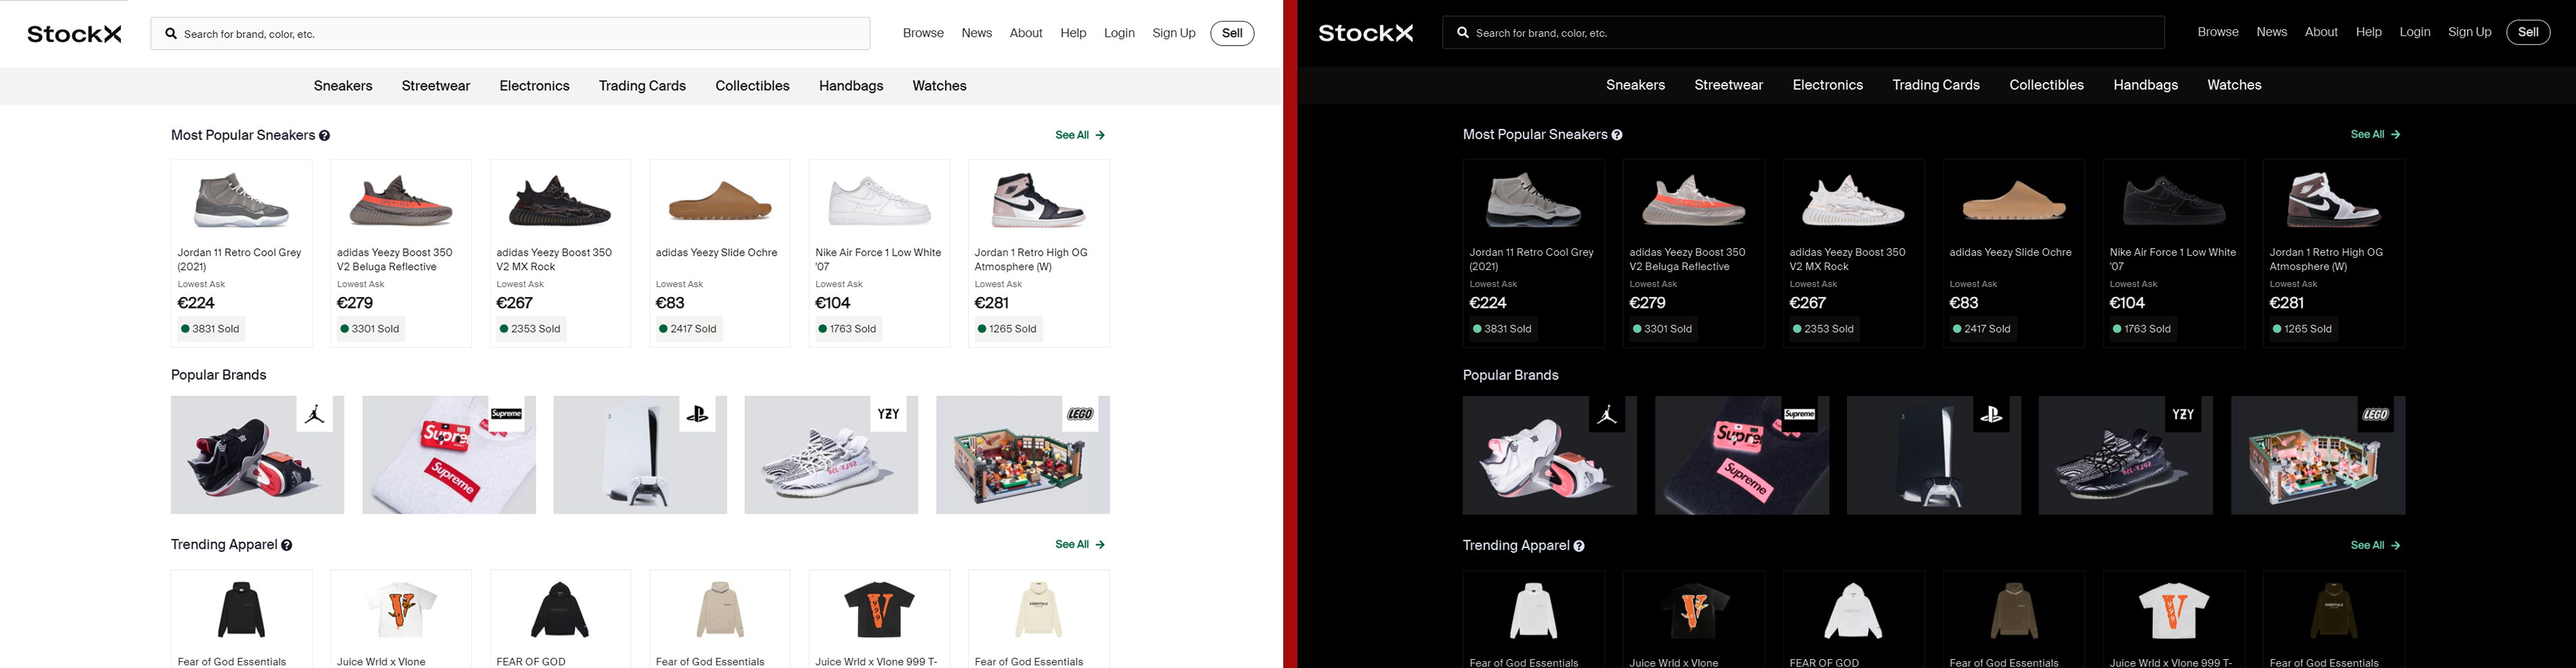 StockX
Search for brand, color, etc.
Browse News About Help Login Sign Up Sell
Sneakers Streetwear Electronics Trading Cards Collectibles Handbags Watches
Most Popular Sneakers ?
See All →
Jordan 11 Retro Cool Grey
(2021)
Lowest Ask
€224
3831 Sold
adidas Yeezy Boost 350
V2 Beluga Reflective
Lowest Ask
€279
3301 Sold
adidas Yeezy Boost 350
V2 MX Rock
Lowest Ask
€267
2353 Sold
adidas Yeezy Slide Ochre
Lowest Ask
€83
2417 Sold
Nike Air Force 1 Low White
'07
Lowest Ask
€104
1763 Sold
Jordan 1 Retro High OG
Atmosphere (W)
Lowest Ask
€281
1265 Sold
Popular Brands
Supreme
Supreme
Supreme
YZY
LEGO
Trending Apparel ?
See All →
Fear of God Essentials
Juice Wrld x Vlone
FEAR OF GOD
Fear of God Essentials
Juice Wrld x Vlone 999 T-
Fear of God Essentials
StockX
Search for brand, color, etc.
Browse News About Help Login Sign Up Sell
Sneakers Streetwear Electronics Trading Cards Collectibles Handbags Watches
Most Popular Sneakers ?
See All →
Jordan 11 Retro Cool Grey
(2021)
Lowest Ask
€224
3831 Sold
adidas Yeezy Boost 350
V2 Beluga Reflective
Lowest Ask
€279
3301 Sold
adidas Yeezy Boost 350
V2 MX Rock
Lowest Ask
€267
2353 Sold
adidas Yeezy Slide Ochre
Lowest Ask
€83
2417 Sold
Nike Air Force 1 Low White
'07
Lowest Ask
€104
1763 Sold
Jordan 1 Retro High OG
Atmosphere (W)
Lowest Ask
€281
1265 Sold
Popular Brands
Supreme
Supreme
YZY
LEGO
Trending Apparel ?
See All →
Fear of God Essentials
Juice Wrld x Vlone
FEAR OF GOD
Fear of God Essentials
Juice Wrld x Vlone 999 T-
Fear of God Essentials